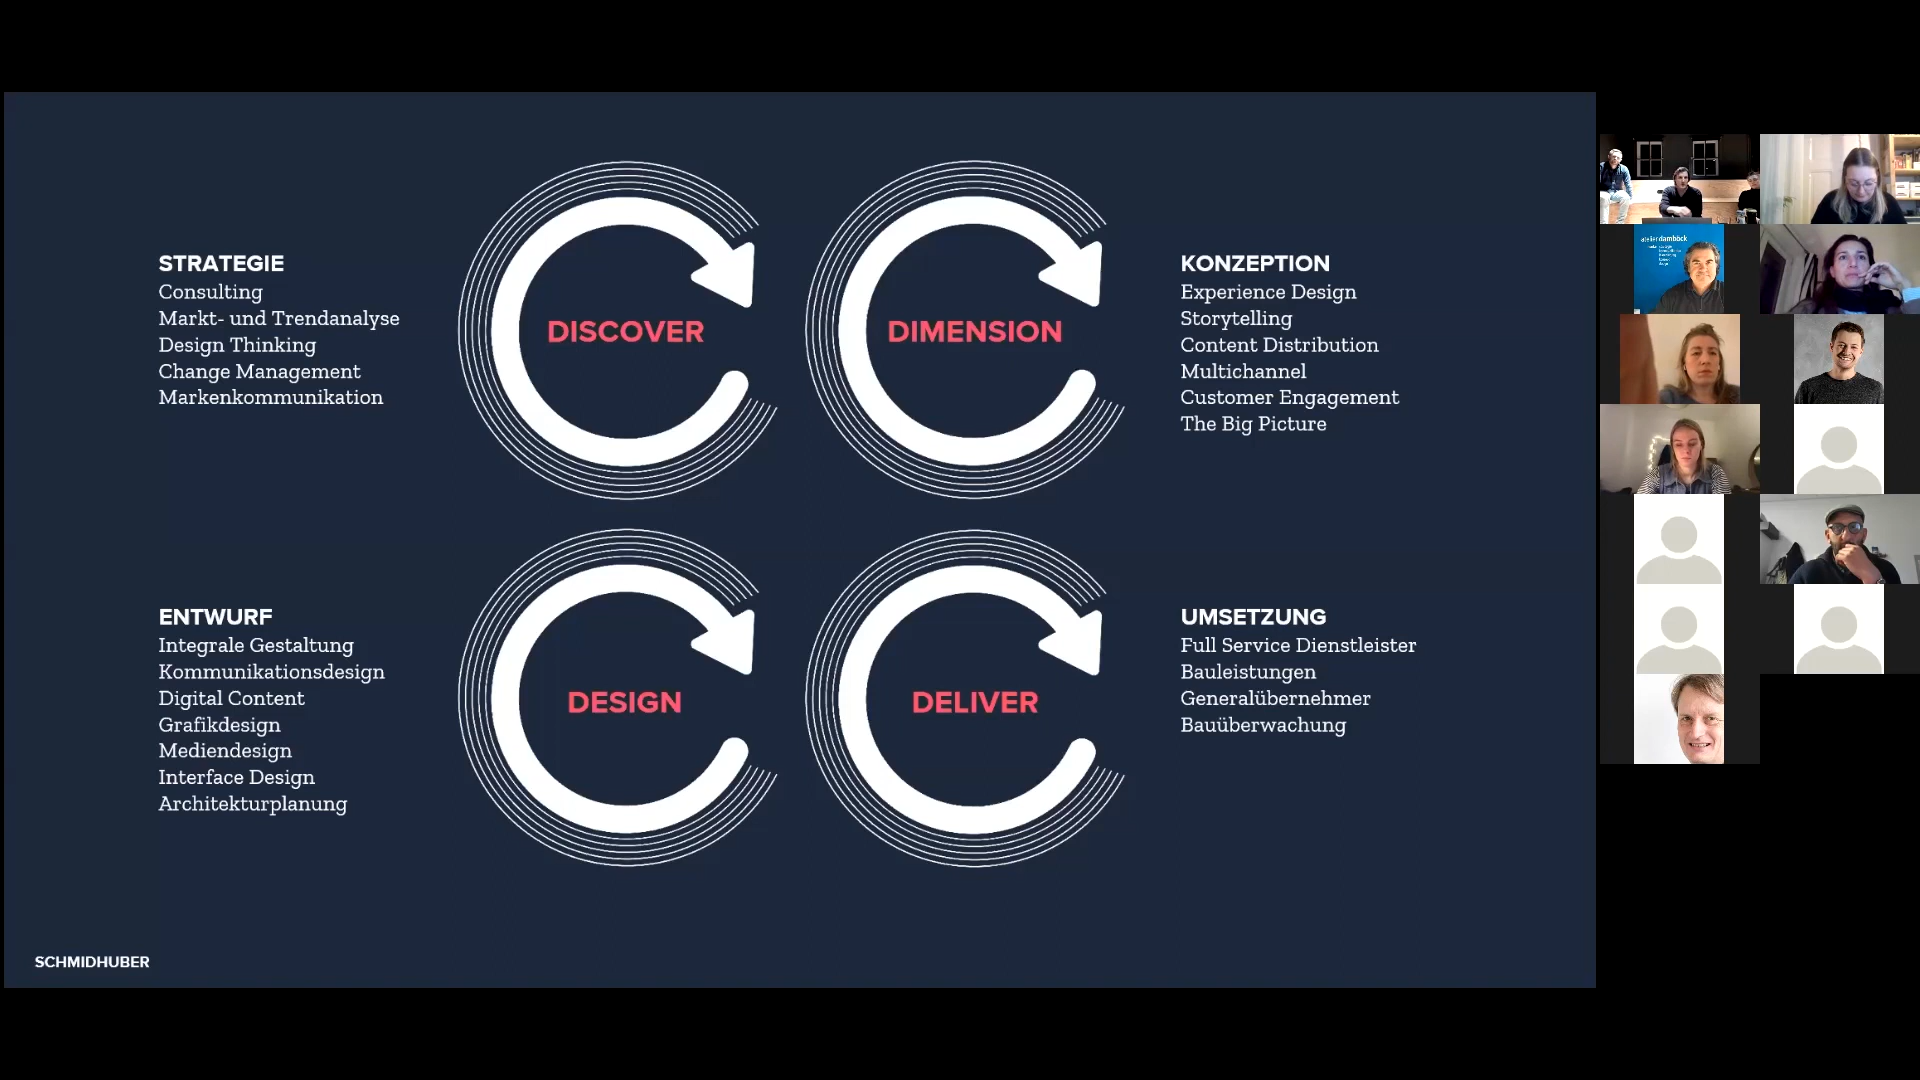 STRATEGIE
Consulting
Markt- und Trendanalyse
Design Thinking
Change Management
Markenkommunikation
DISCOVER
DIMENSION
KONZEPTION
Experience Design
Storytelling
Content Distribution
Multichannel
Customer Engagement
The Big Picture
ENTWURF
Integrale Gestaltung
Kommunikationsdesign
Digital Content
Grafikdesign
Mediendesign
Interface Design
Architekturplanung
DESIGN
DELIVER
UMSETZUNG
Full Service Dienstleister
Bauleistungen
Generalübernehmer
Bauüberwachung
SCHMIDHUBER
atelier damböck